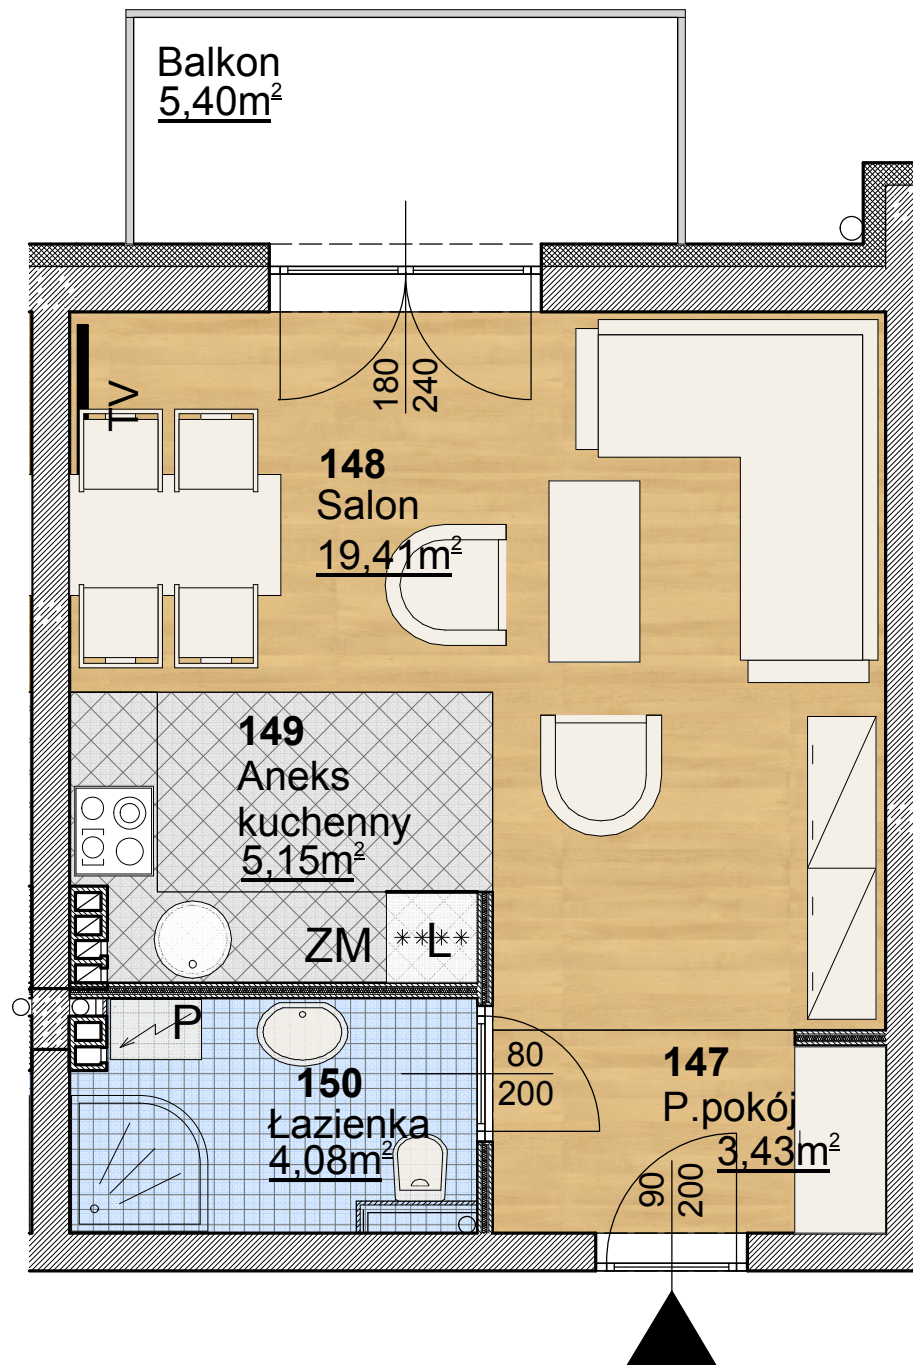 Balkon
5,40m²
180
240
TV
148
Salon
19,41m²
149
Aneks
kuchenny
5,15m²
ZM
****
L
P
150
Łazienka
4,08m²
80
200
147
P.pokój
3,43m²
90
200